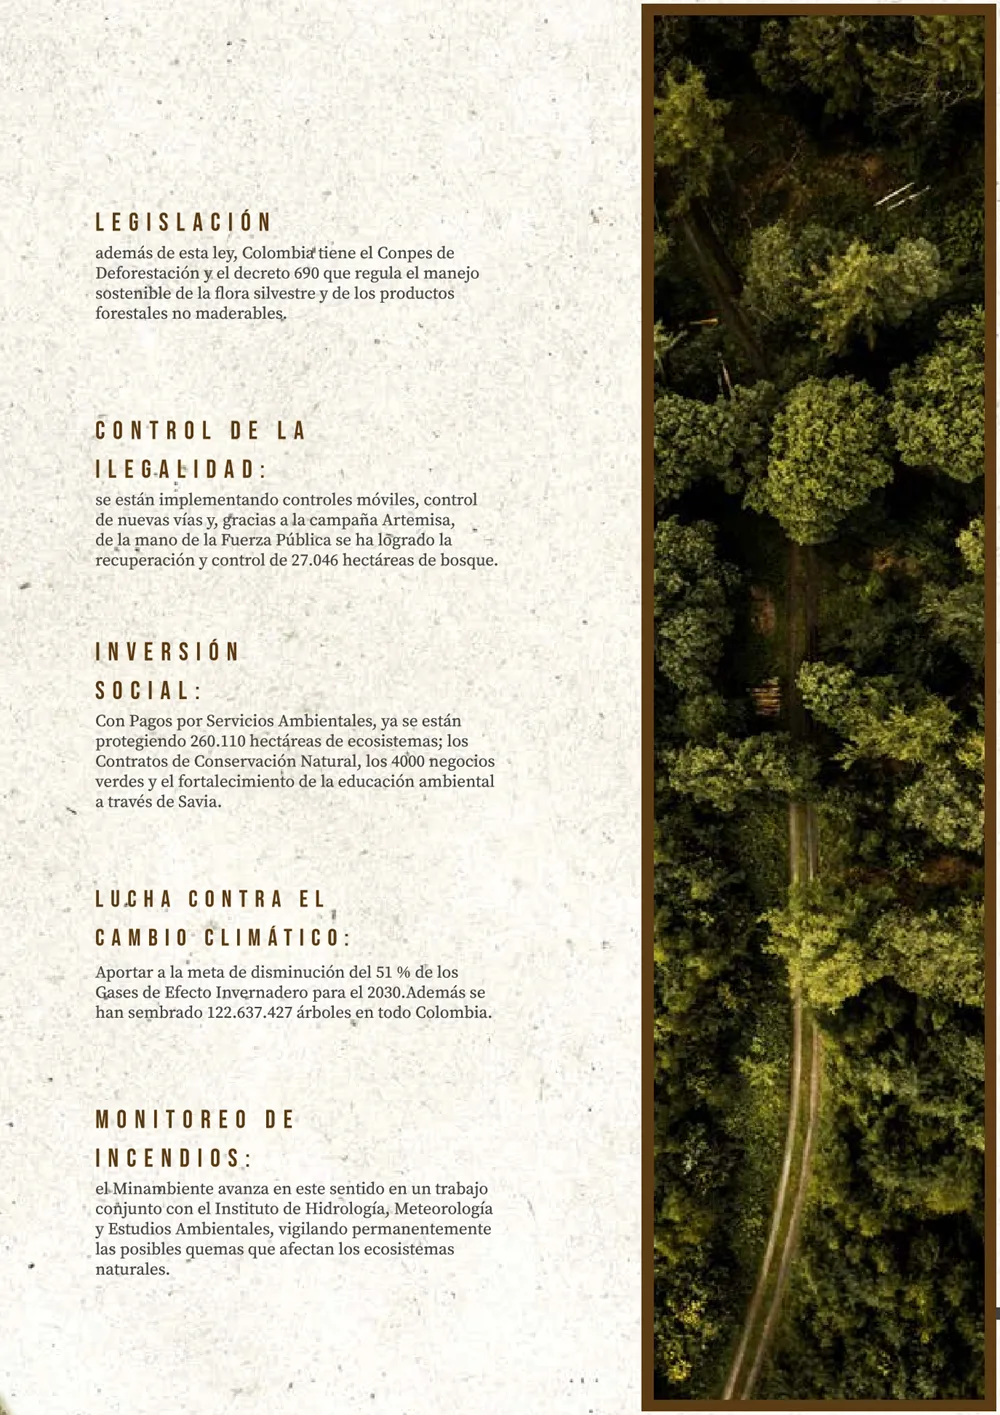 LEGISLACIÓN
además de esta ley, Colombia tiene el Conpes de
Deforestación y el decreto 690 que regula el manejo
sostenible de la flora silvestre y de los productos
forestales no maderables.
CONTROL DE LA
ILEGALIDAD:
se están implementando controles móviles, control
de nuevas vías y, gracias a la campaña Artemisa,
de la mano de la Fuerza Pública se ha logrado la
recuperación y control de 27.046 hectáreas de bosque.
INVERSIÓN
SOCIAL:
Con Pagos por Servicios Ambientales, ya se están
protegiendo 260.110 hectáreas de ecosistemas; los
Contratos de Conservación Natural, los 4000 negocios
verdes y el fortalecimiento de la educación ambiental
a través de Savia.
LUCHA CONTRA EL
CAMBIO CLIMÁTICO:
Aportar a la meta de disminución del 51 % de los
Gases de Efecto Invernadero para el 2030.Además se
han sembrado 122.637.427 árboles en todo Colombia.
MONITOREO DE
INCENDIOS:
el Minambiente avanza en este sentido en un trabajo
conjunto con el Instituto de Hidrología, Meteorología
y Estudios Ambientales, vigilando permanentemente
las posibles quemas que afectan los ecosistemas
naturales.